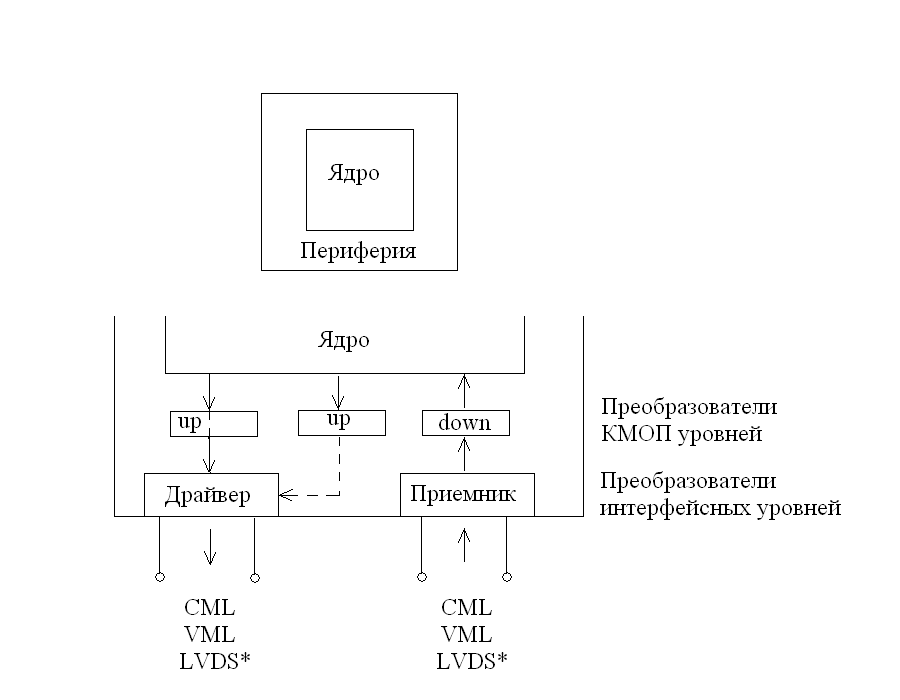 Ядро
Периферия
Ядро
up
up
down
Преобразователи
КМОП уровней
Драйвер
Приемник
Преобразователи
интерфейсных уровней
CML
VML
LVDS*
CML
VML
LVDS*